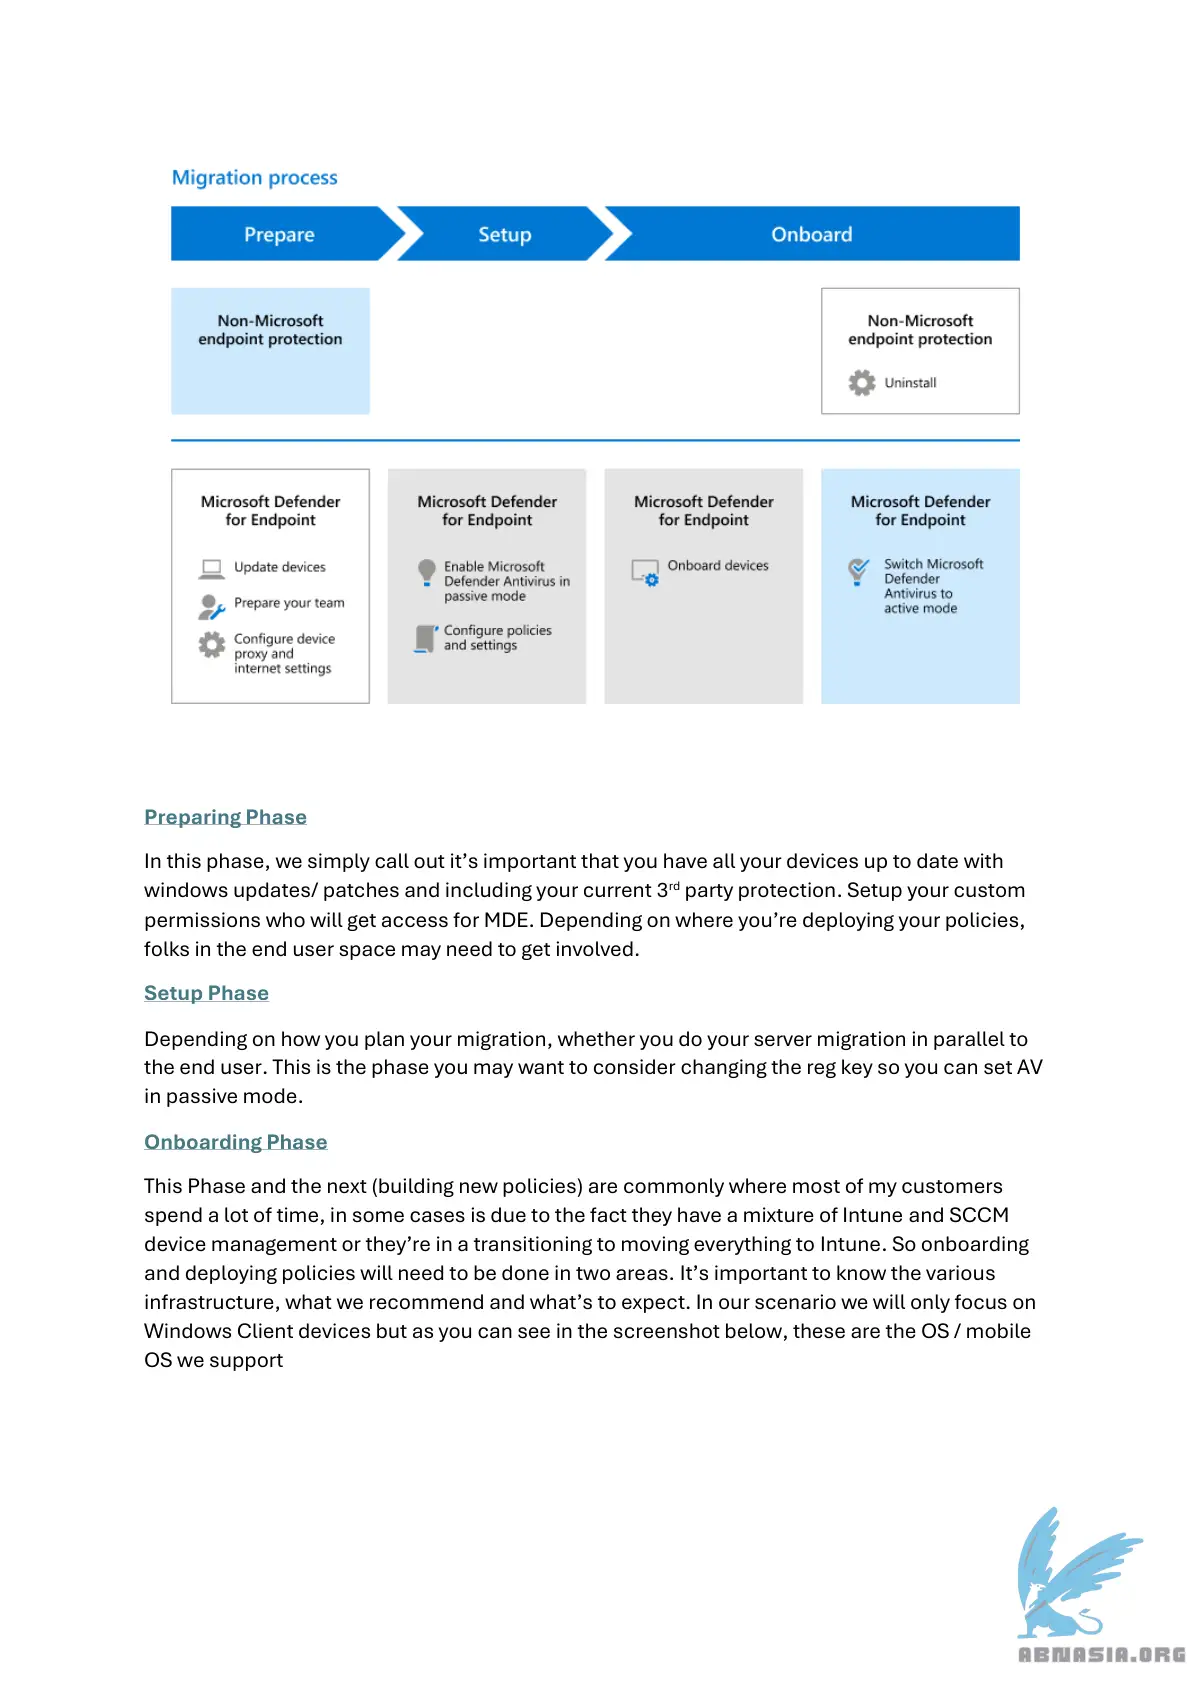 Migration process
Prepare
Setup
Onboard
Non-Microsoft
endpoint protection
Non-Microsoft
endpoint protection
Uninstall
Microsoft Defender
for Endpoint
Update devices
Prepare your team
Configure device
proxy and
internet settings
Microsoft Defender
for Endpoint
Enable Microsoft
Defender Antivirus in
passive mode
Configure policies
and settings
Microsoft Defender
for Endpoint
Onboard devices
Microsoft Defender
for Endpoint
Switch Microsoft
Defender
Antivirus to
active mode
Preparing Phase
In this phase, we simply call out it’s important that you have all your devices up to date with
windows updates/ patches and including your current 3rd party protection. Setup your custom
permissions who will get access for MDE. Depending on where you’re deploying your policies,
folks in the end user space may need to get involved.
Setup Phase
Depending on how you plan your migration, whether you do your server migration in parallel to
the end user. This is the phase you may want to consider changing the reg key so you can set AV
in passive mode.
Onboarding Phase
This Phase and the next (building new policies) are commonly where most of my customers
spend a lot of time, in some cases is due to the fact they have a mixture of Intune and SCCM
device management or they’re in a transitioning to moving everything to Intune. So onboarding
and deploying policies will need to be done in two areas. It’s important to know the various
infrastructure, what we recommend and what’s to expect. In our scenario we will only focus on
Windows Client devices but as you can see in the screenshot below, these are the OS / mobile
OS we support
ABNASIA.ORG